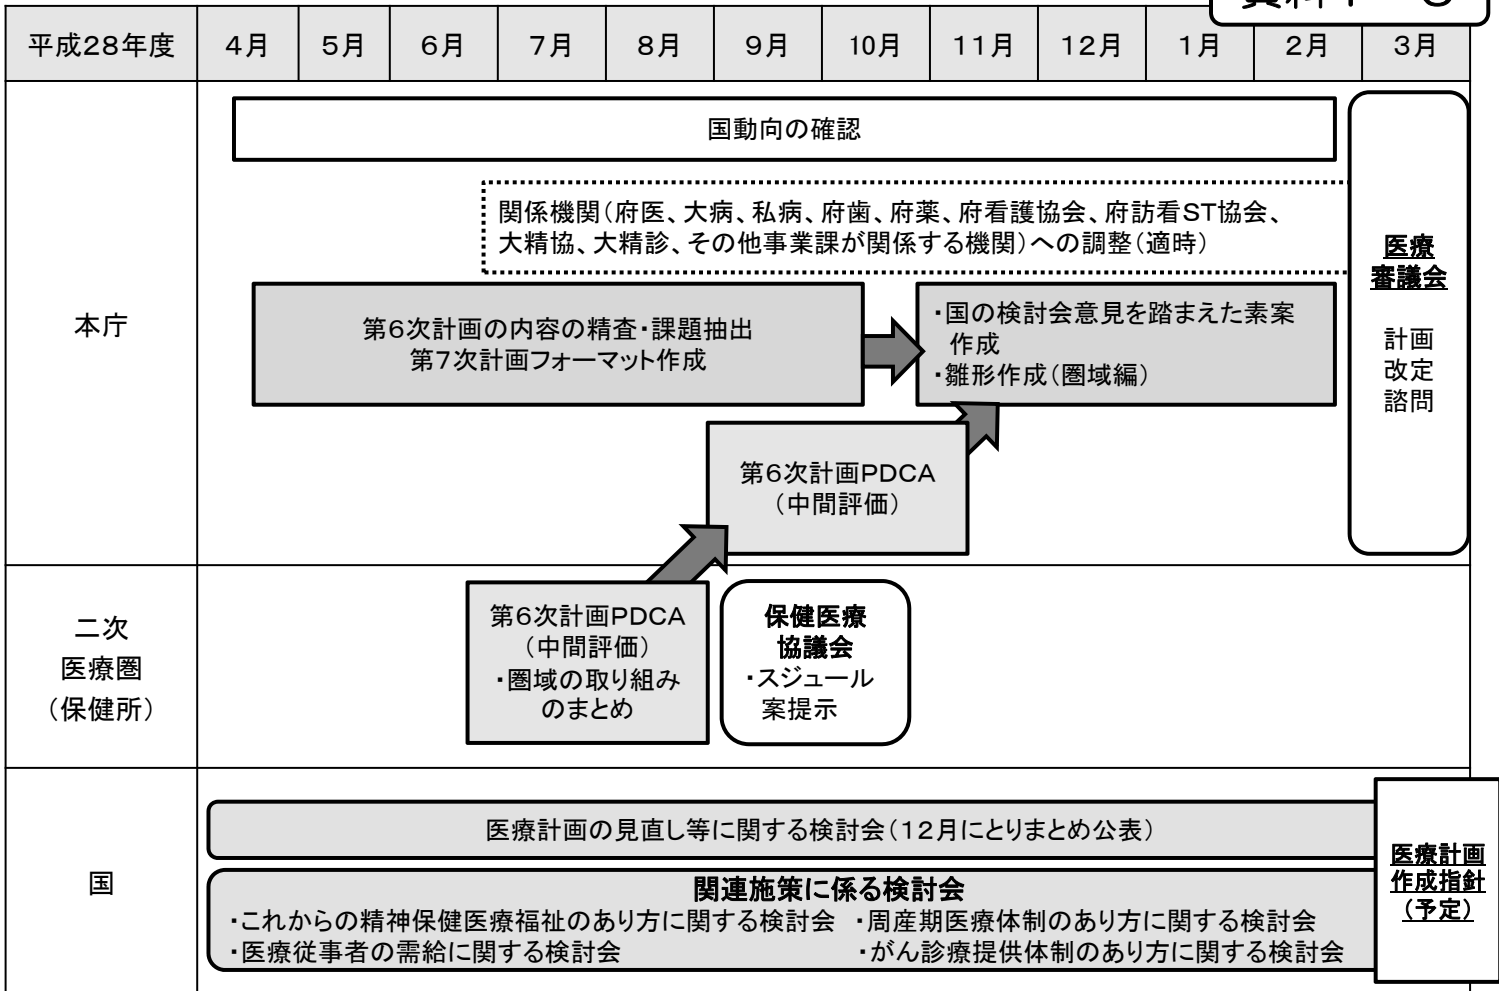 平成28年度 4月 5月 6月 7月 8月 9月 10月 11月 12月 1月 2月 3月
本庁
国動向の確認
関係機関（府医、大病、私病、府歯、府薬、府看護協会、府訪看ST協会、
大精協、大精診、その他事業課が関係する機関）への調整（適時）
第6次計画の内容の精査・課題抽出
第7次計画フォーマット作成
・国の検討会意見を踏まえた素案
作成
・雛形作成（圏域編）
第6次計画PDCA
（中間評価）
医療
審議会
計画
改定
諮問
二次
医療圏
（保健所）
第6次計画PDCA
（中間評価）
・圏域の取り組み
のまとめ
保健医療
協議会
・スジュール
案提示
国
医療計画の見直し等に関する検討会（12月にとりまとめ公表）
関連施策に係る検討会
・これからの精神保健医療福祉のあり方に関する検討会 ・周産期医療体制のあり方に関する検討会
・医療従事者の需給に関する検討会 ・がん診療提供体制のあり方に関する検討会
医療計画
作成指針
（予定）